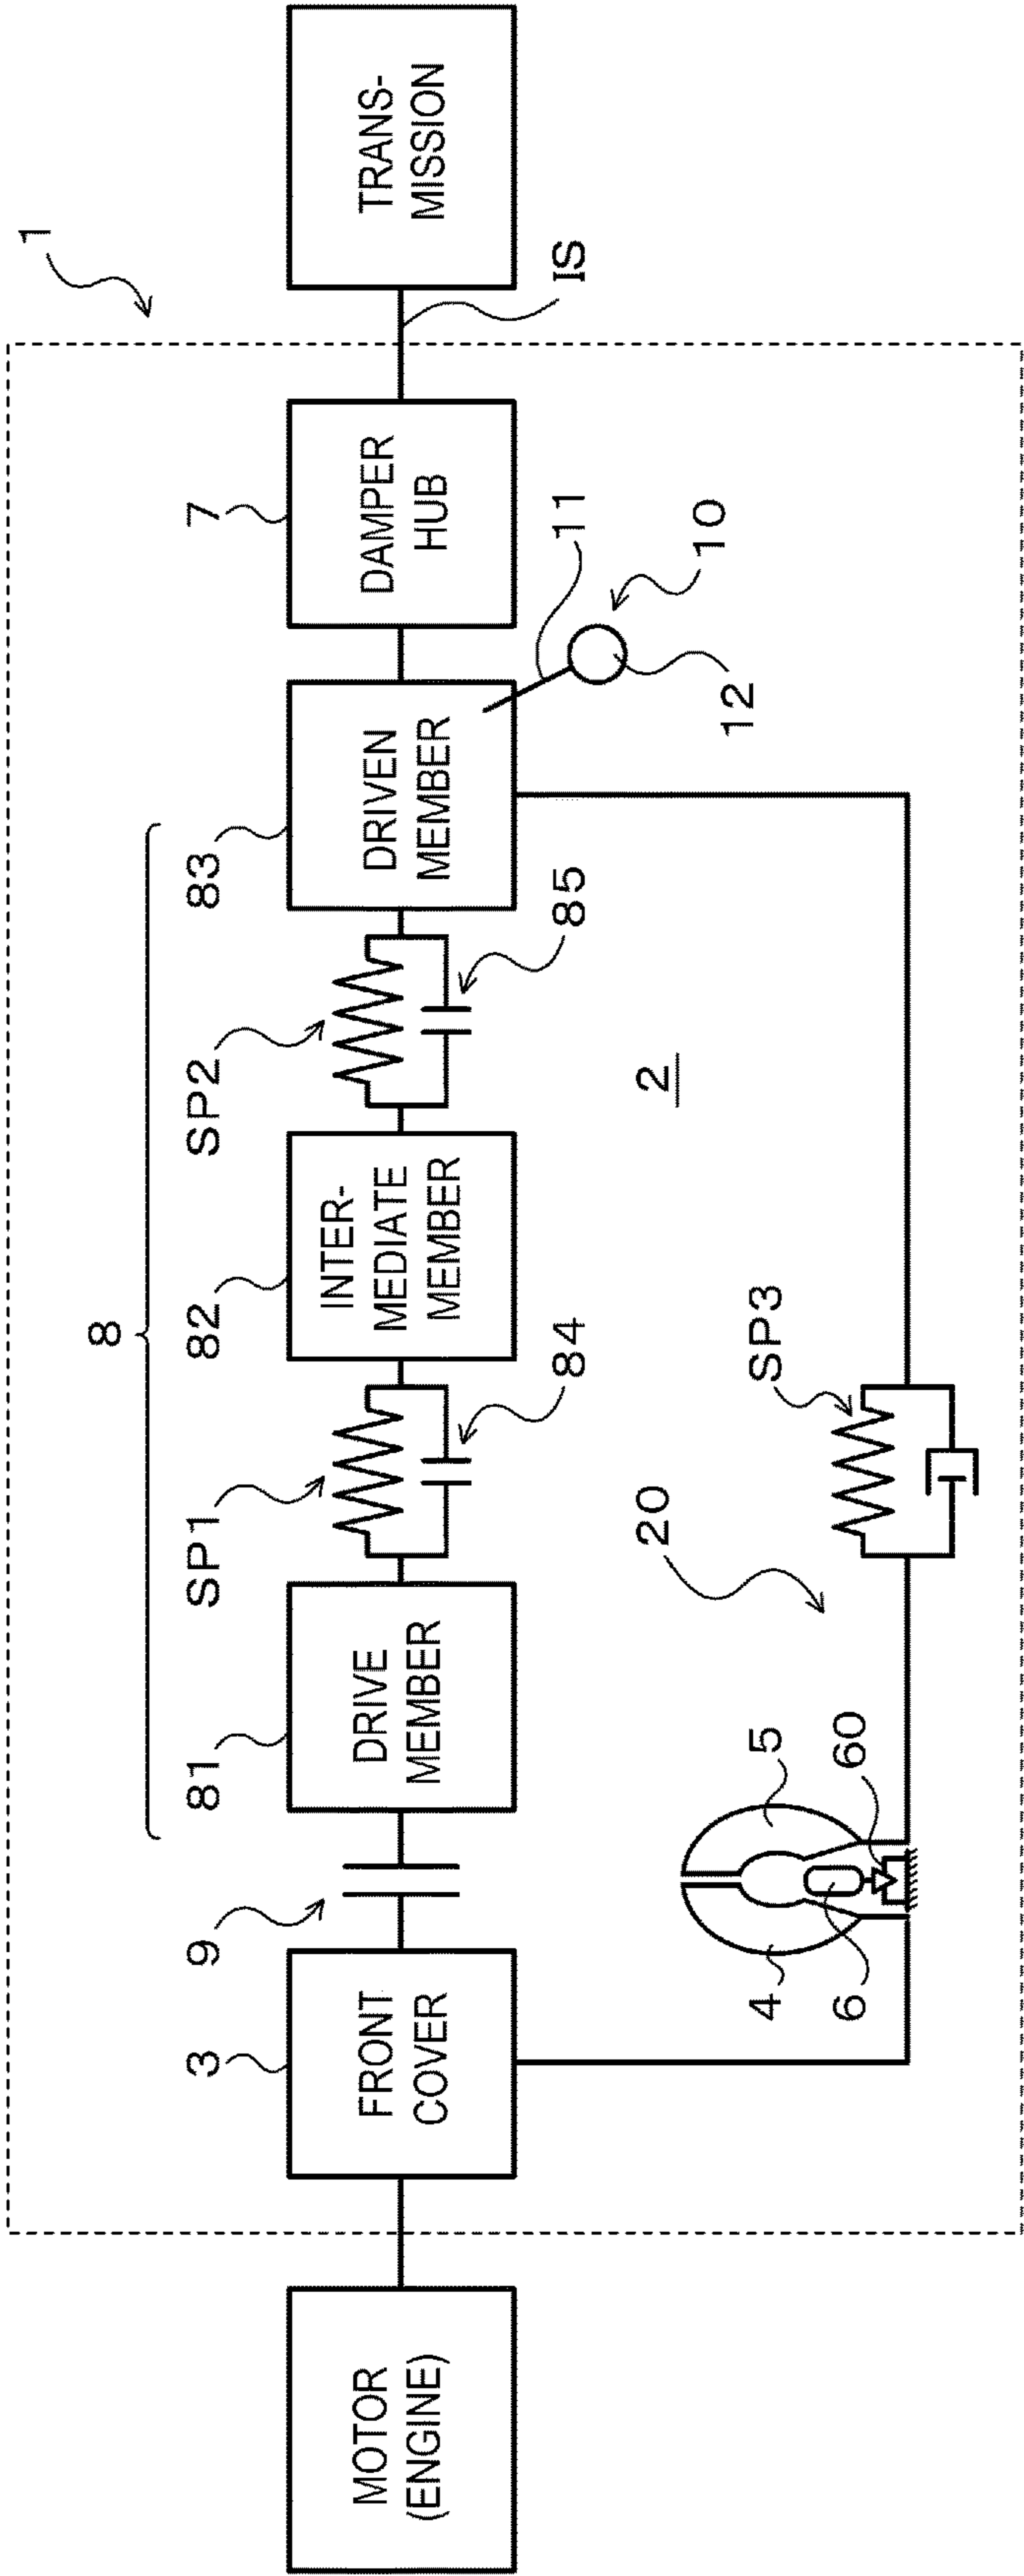 1
8
3
9
81
SP1
82
SP2
83
7
MOTOR
(ENGINE)
FRONT
COVER
DRIVE
MEMBER
INTER-
MEDIATE
MEMBER
DRIVEN
MEMBER
DAMPER
HUB
TRANS-
MISSION
84
85
11
IS
20
2
10
12
4
5
6
60
SP3